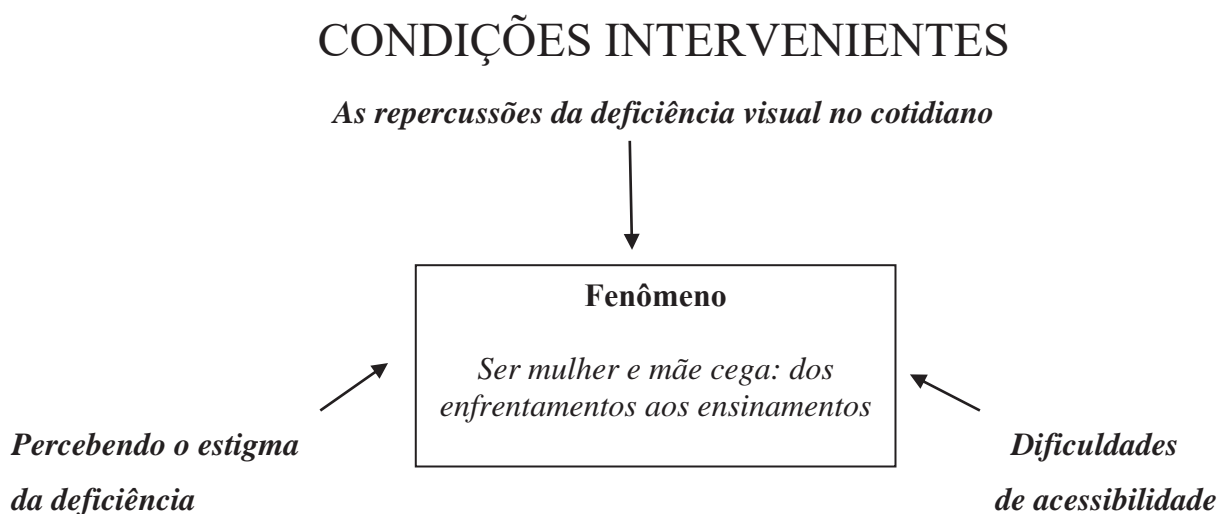 CONDIÇÕES INTERVENIENTES
As repercussões da deficiência visual no cotidiano
Fenômeno
Ser mulher e mãe cega: dos
enfrentamentos aos ensinamentos
Percebendo o estigma
da deficiência
Dificuldades
de acessibilidade